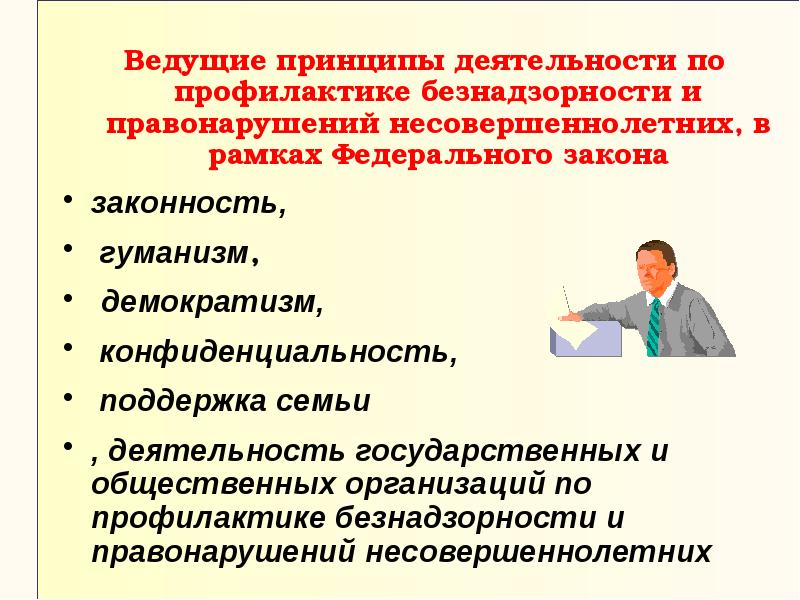 Ведущие принципы деятельности по
профилактике безнадзорности и
правонарушений несовершеннолетних, в
рамках Федерального закона
• законность,
• гуманизм,
• демократизм,
• конфиденциальность,
• поддержка семьи
• , деятельность государственных и
общественных организаций по
профилактике безнадзорности и
правонарушений несовершеннолетних